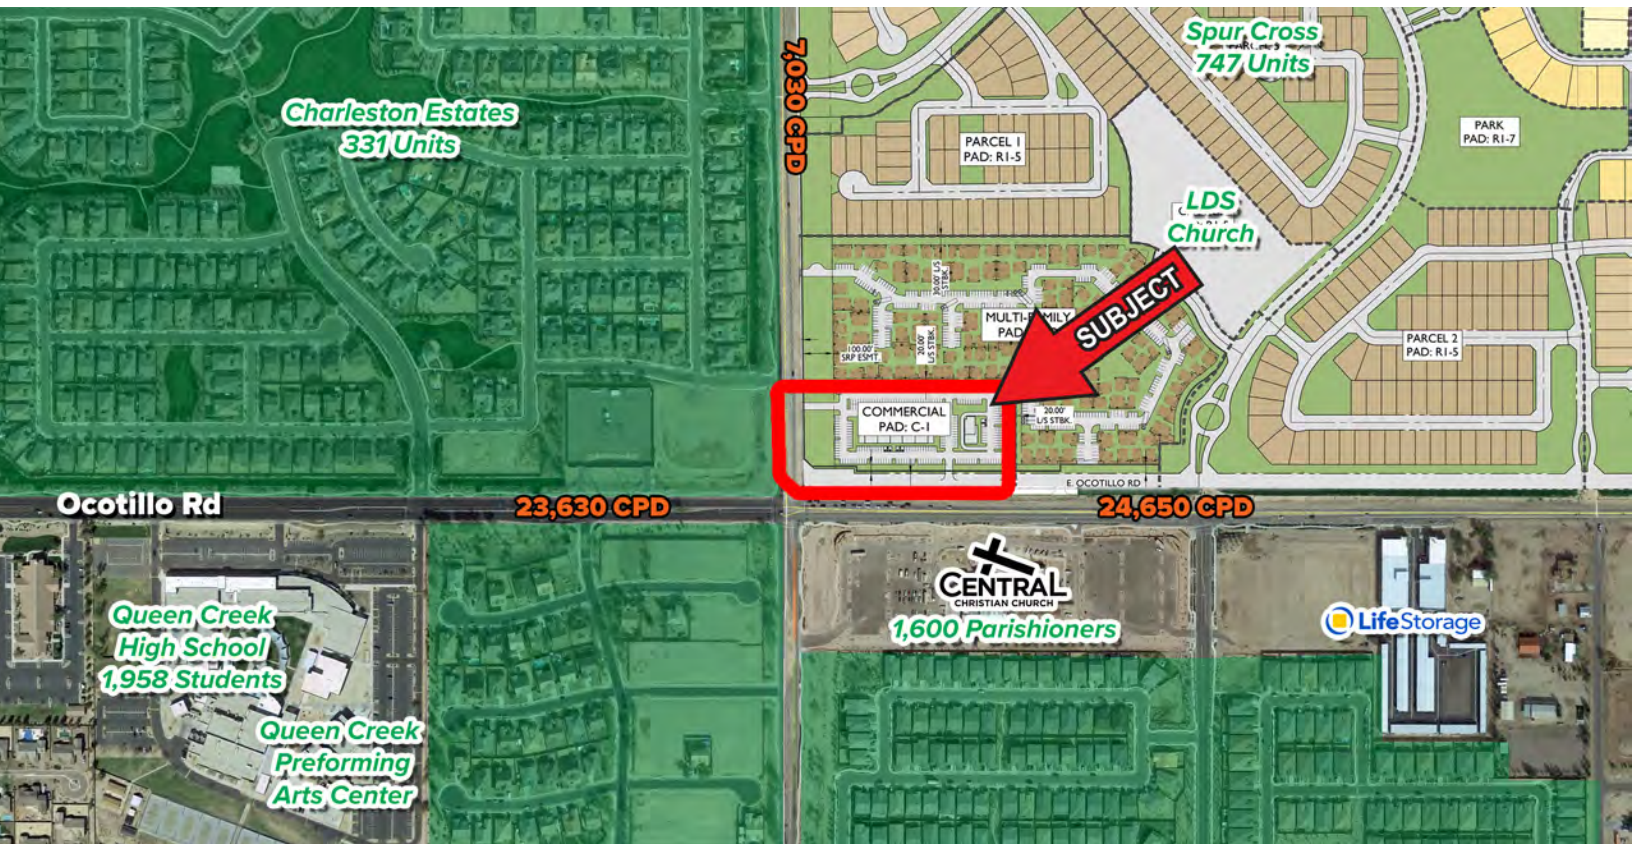 Spur Cross
747 Units
7,030 CPD
Charleston Estates
331 Units
PARCEL 1
PAD: R1-5
PARK
PAD: R1-7
LDS
Church
SUBJECT
30.00' L/S
STBK.
MULTI-FAMILY
PAD
20.00'
L/S STBK.
100.00'
SRP ESMT.
PARCEL 2
PAD: R1-5
COMMERCIAL
PAD: C-1
20.00'
L/S STBK.
E. OCOTILLO RD
Ocotillo Rd
23,630 CPD
24,650 CPD
CENTRAL
CHRISTIAN CHURCH
1,600 Parishioners
LifeStorage
Queen Creek
High School
1,958 Students
Queen Creek
Preforming
Arts Center